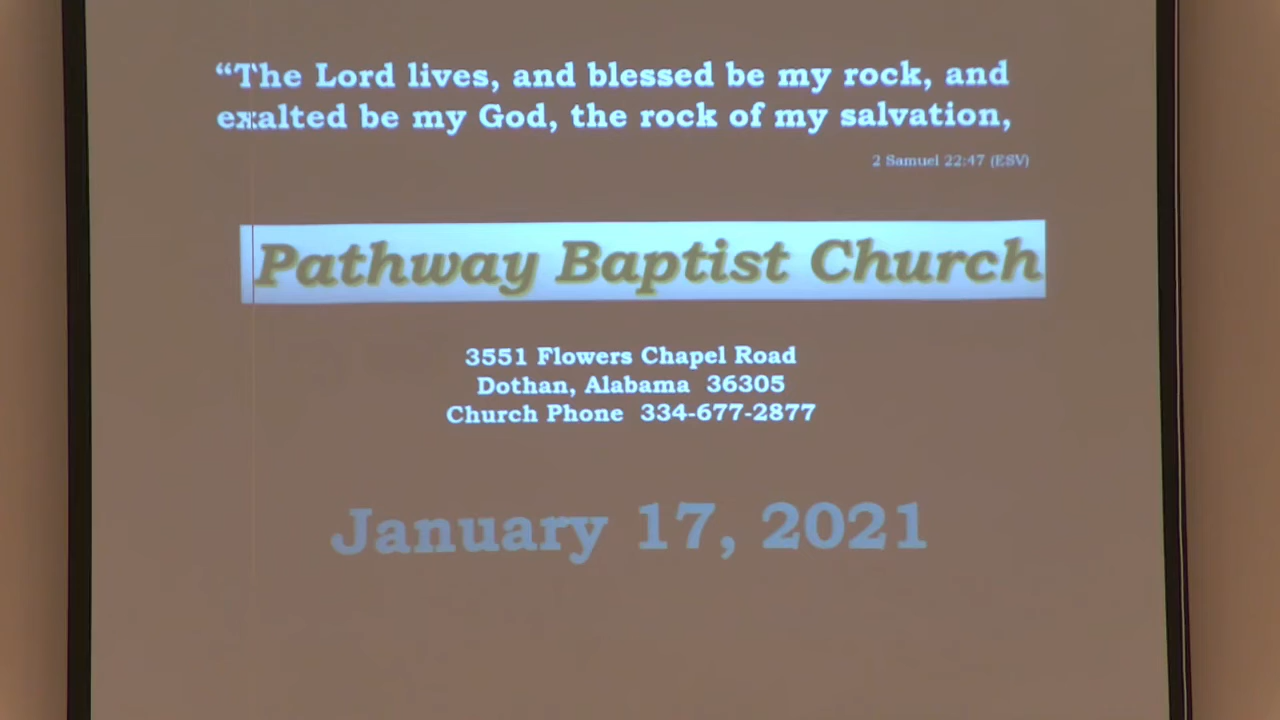 “The Lord lives, and blessed be my rock, and
exalted be my God, the rock of my salvation,
2 Samuel 22:47 (ESV)
Pathway Baptist Church
3551 Flowers Chapel Road
Dothan, Alabama 36305
Church Phone 334-677-2877
January 17, 2021